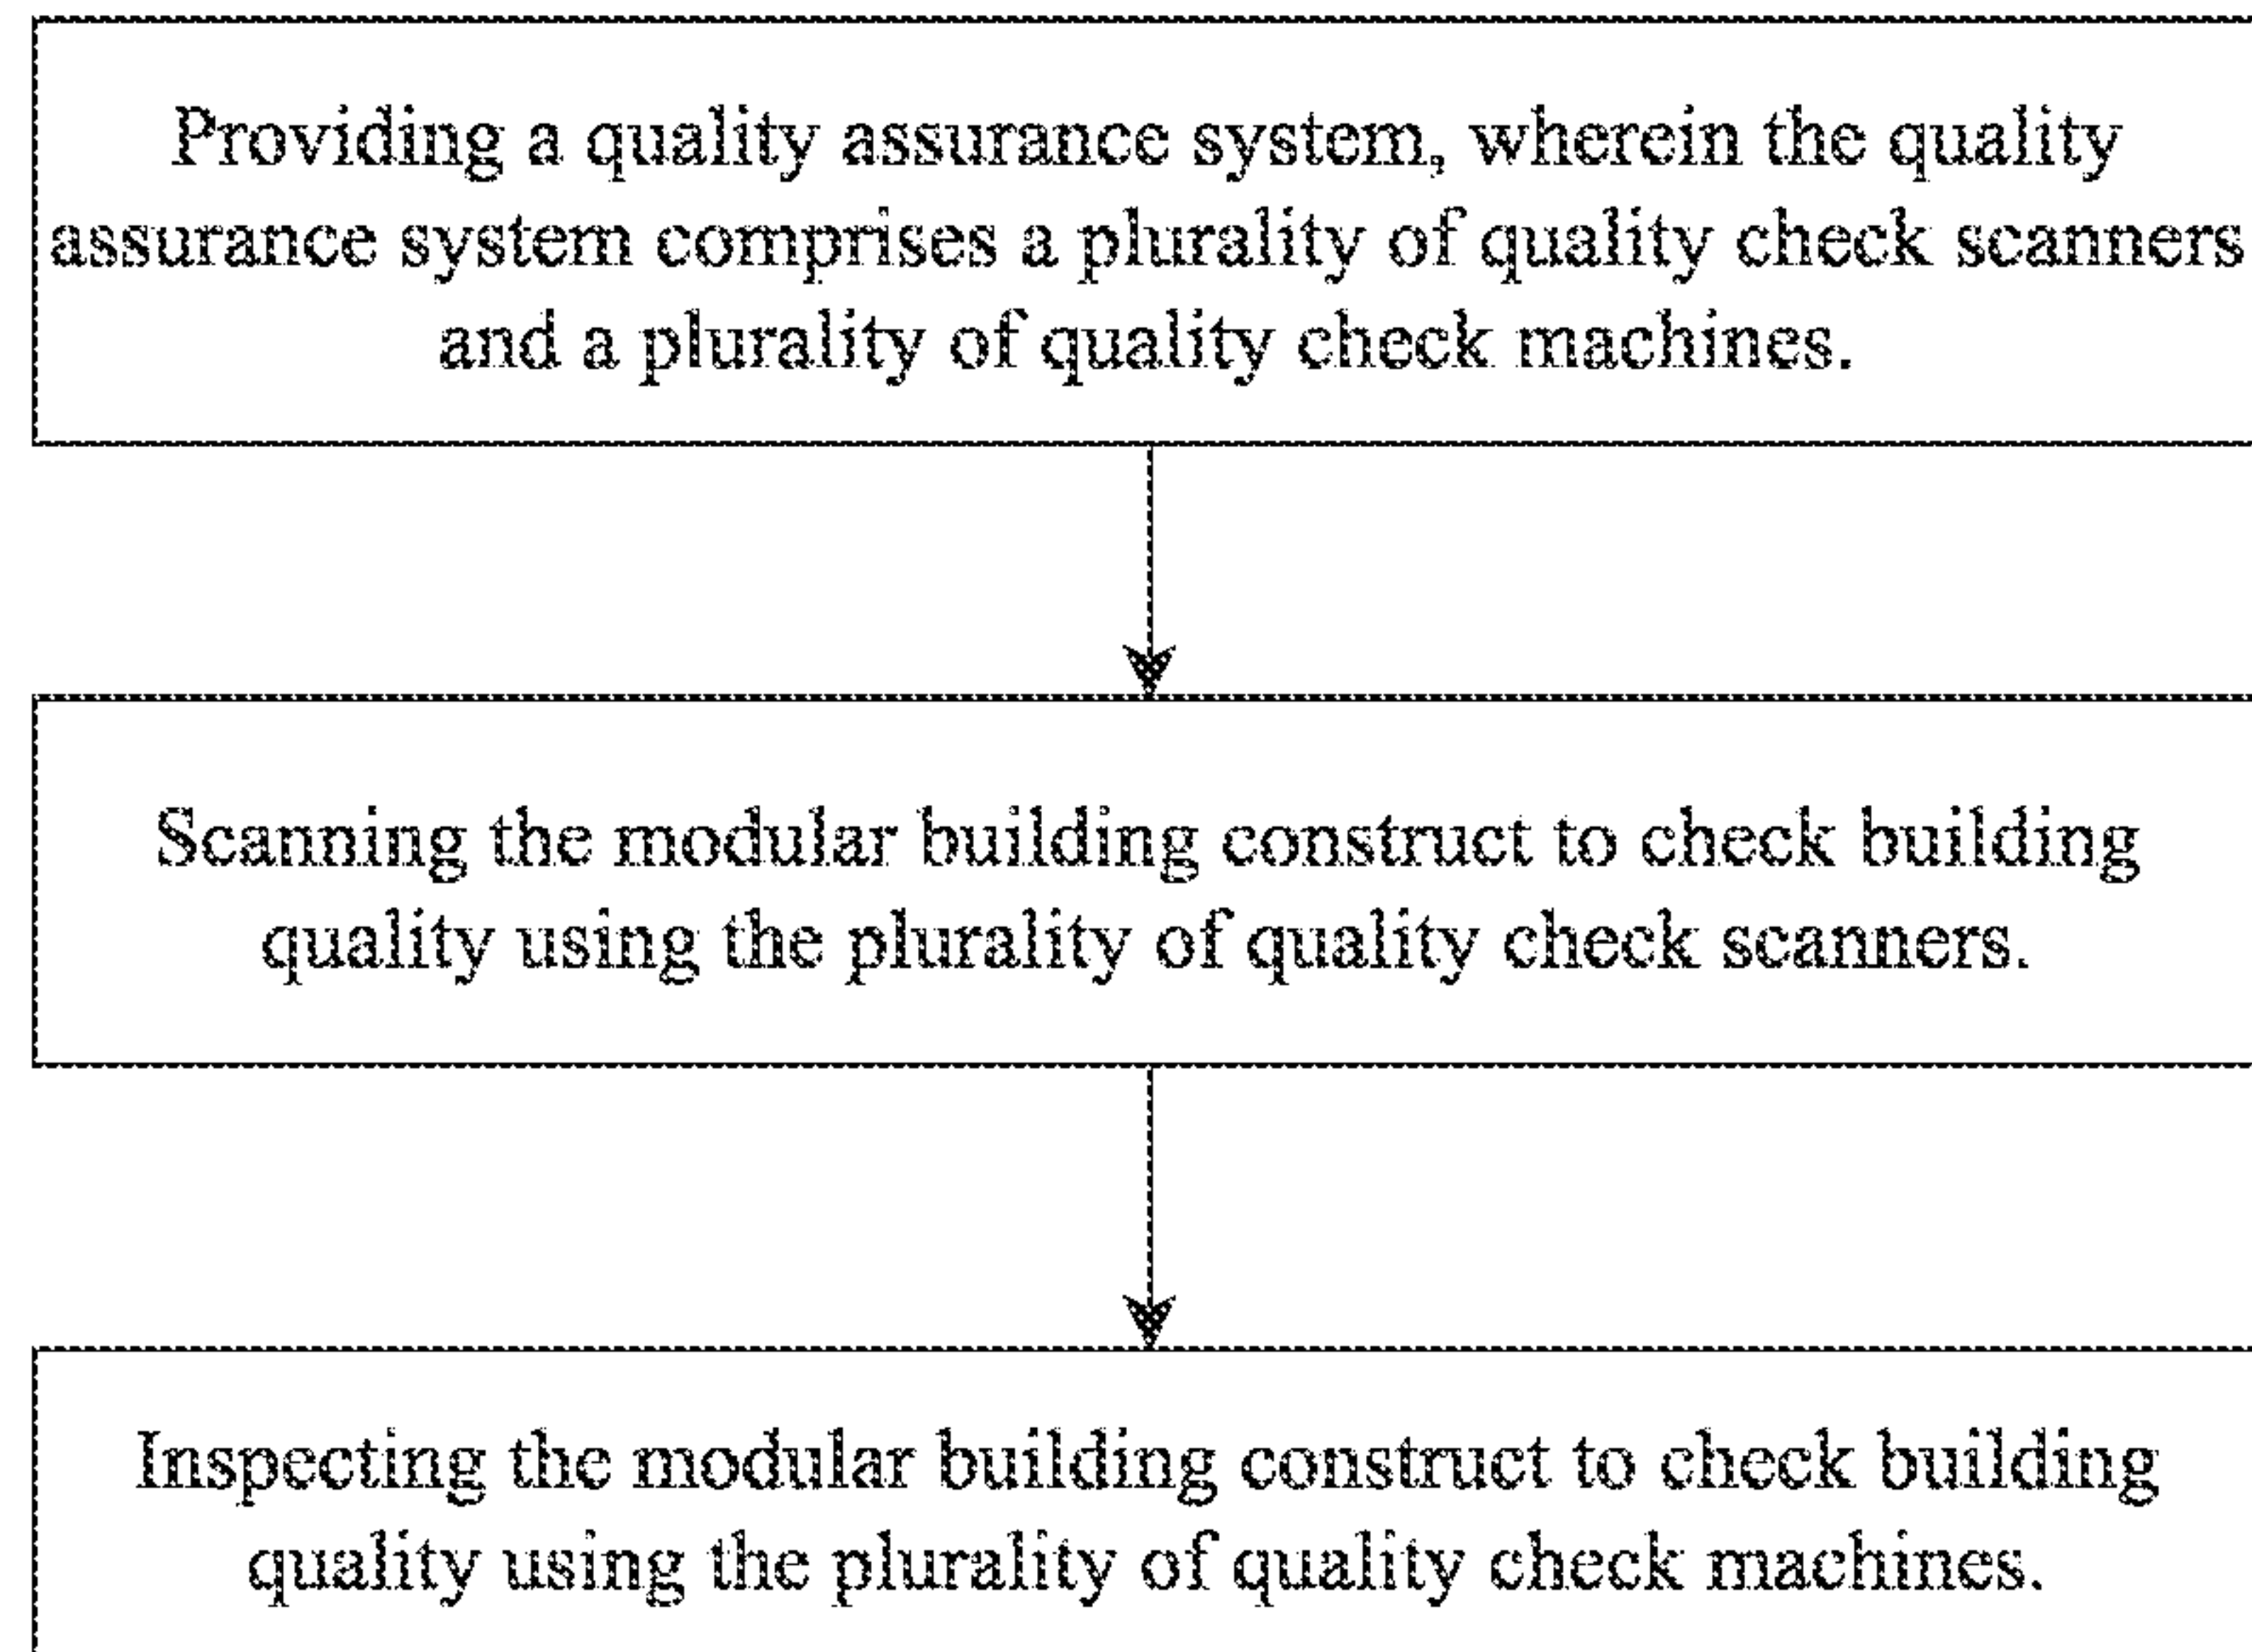 Providing a quality assurance system, wherein the quality
assurance system comprises a plurality of quality check scanners
and a plurality of quality check machines.
Scanning the modular building construct to check building
quality using the plurality of quality check scanners.
Inspecting the modular building construct to check building
quality using the plurality of quality check machines.